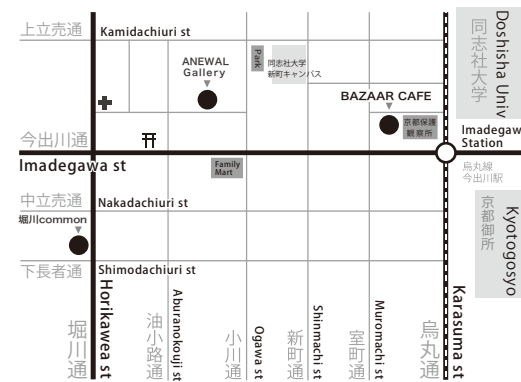 上立売通
Kamidachiuri st
ANEWAL
Gallery
Park
同志社大学
新町キャンパス
同志社大学
Doshisha Univ
BAZAAR CAFE
京都保護
観察所
今出川通
Imadegawa st
Imadegaw
Station
烏丸線
今出川駅
Family
Mart
中立売通
Nakadachiuri st
堀川common
京都御所
Kyotogosyo
下長者通
Shimodachiuri st
堀川通
Horikawea st
油小路通
Aburanokouji st
小川通
Ogawa st
新町通
Shinmachi st
室町通
Muromachi st
烏丸通
Karasuma st